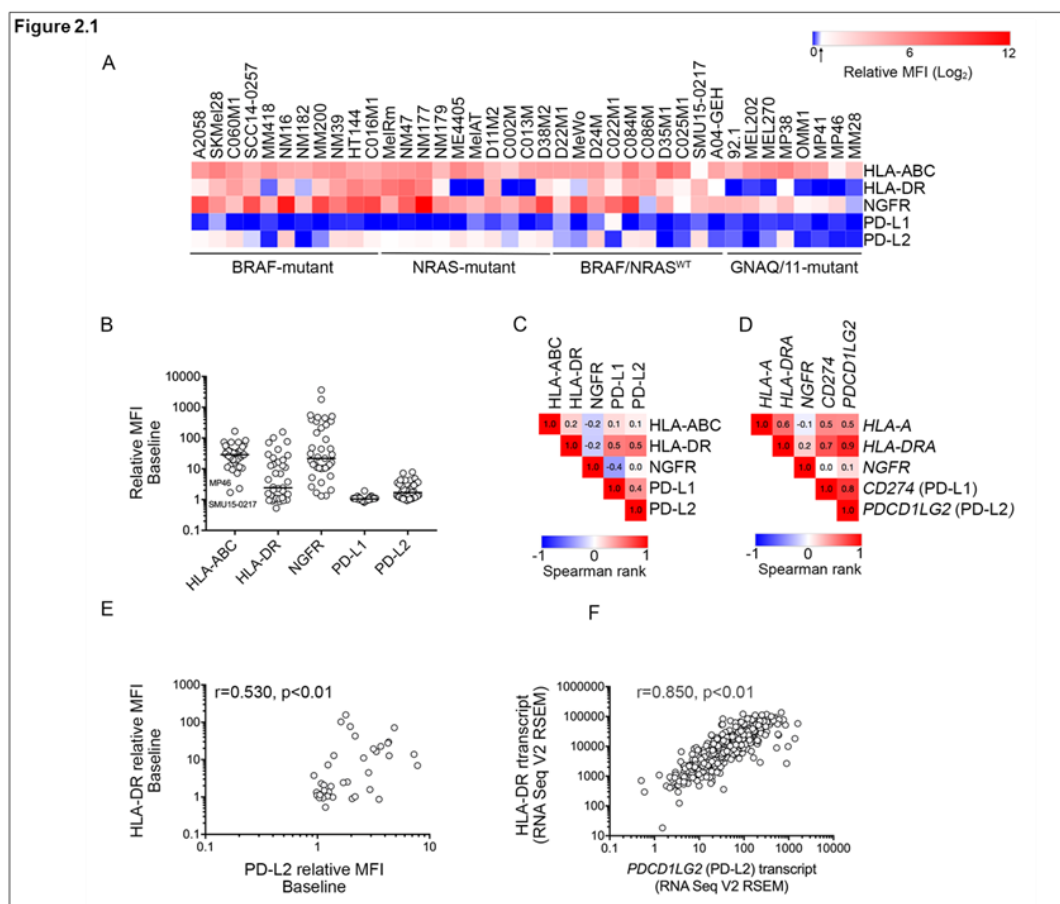 Figure 2.1
A
6
12
Relative MFI (Log₂)
A2058
SKMel28
C060M1
SCC14-0257
MM418
NM16
NM182
MM200
NM39
HT144
C016M1
MelRm
NM47
NM177
NM179
ME4405
MelAT
D11M2
C002M
C013M
D38M2
D22M1
MeWo
D24M
C022M1
C084M
C086M
D35M1
C025M1
SMU15-0217
A04-GEH
92.1
MEL202
MEL270
MP38
OMM1
MP41
MP46
MM28
HLA-ABC
HLA-DR
NGFR
PD-L1
PD-L2
BRAF-mutant
NRAS-mutant
BRAF/NRASᵂᵀ
GNAQ/11-mutant
B
Relative MFI
Baseline
10000
1000
100
10
1
0.1
MP46
SMU15-0217
HLA-ABC
HLA-DR
NGFR
PD-L1
PD-L2
C
HLA-ABC
HLA-DR
NGFR
PD-L1
PD-L2
1.0 0.2 -0.2 0.1 0.1 HLA-ABC
1.0 -0.2 0.5 0.5 HLA-DR
1.0 -0.4 0.0 NGFR
1.0 0.4 PD-L1
1.0 PD-L2
-1 0 1
Spearman rank
D
HLA-A
HLA-DRA
NGFR
CD274
PDCD1LG2
1.0 0.6 -0.1 0.5 0.5 HLA-A
1.0 0.2 0.7 0.9 HLA-DRA
1.0 0.0 0.1 NGFR
1.0 0.8 CD274 (PD-L1)
1.0 PDCD1LG2 (PD-L2)
-1 0 1
Spearman rank
E
HLA-DR relative MFI
Baseline
1000
100
10
1
0.1
r=0.530, p<0.01
0.1 1 10
PD-L2 relative MFI
Baseline
F
HLA-DR rtranscript
(RNA Seq V2 RSEM)
1000000
100000
10000
1000
100
10
r=0.850, p<0.01
0.1 1 10 100 1000 10000
PDCD1LG2 (PD-L2) transcript
(RNA Seq V2 RSEM)